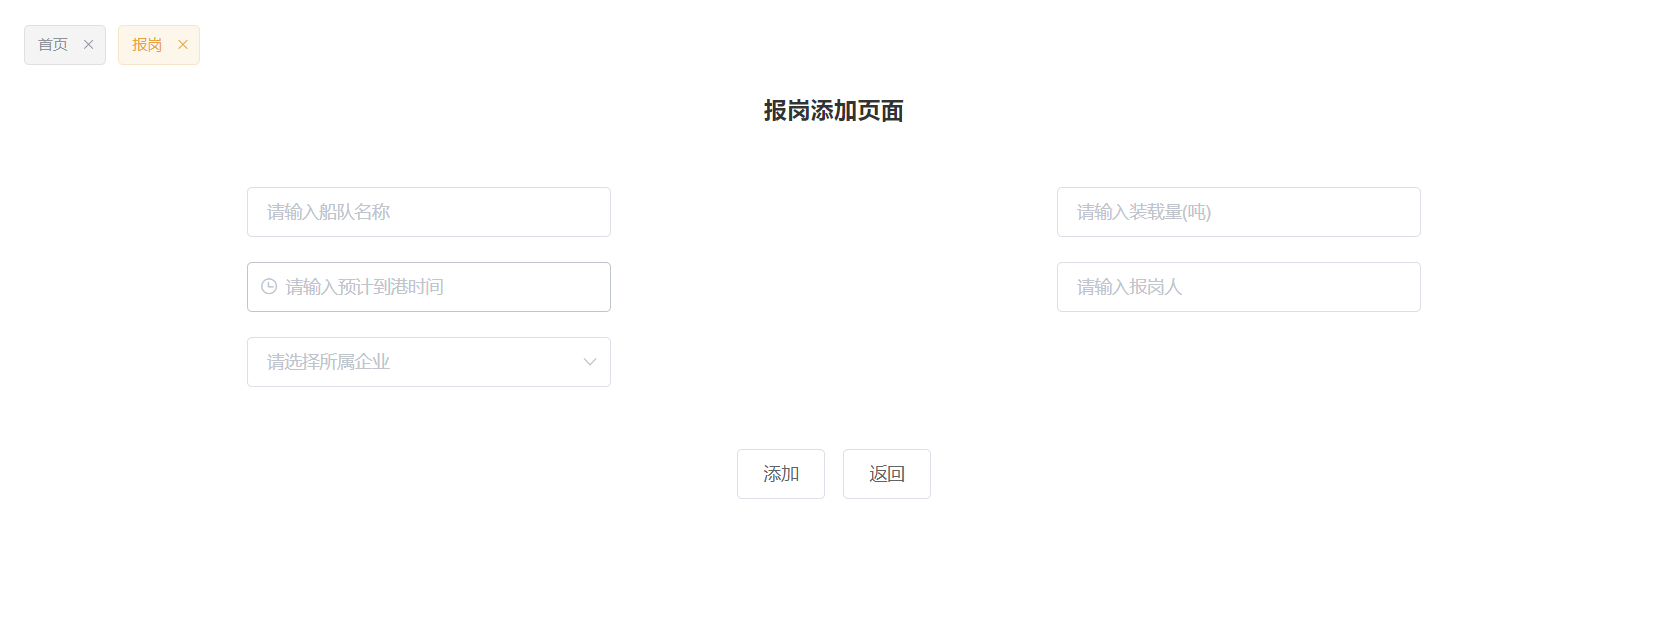 首页
报岗
报岗添加页面
请输入船队名称
请输入装载量(吨)
请输入预计到港时间
请输入报岗人
请选择所属企业
添加
返回